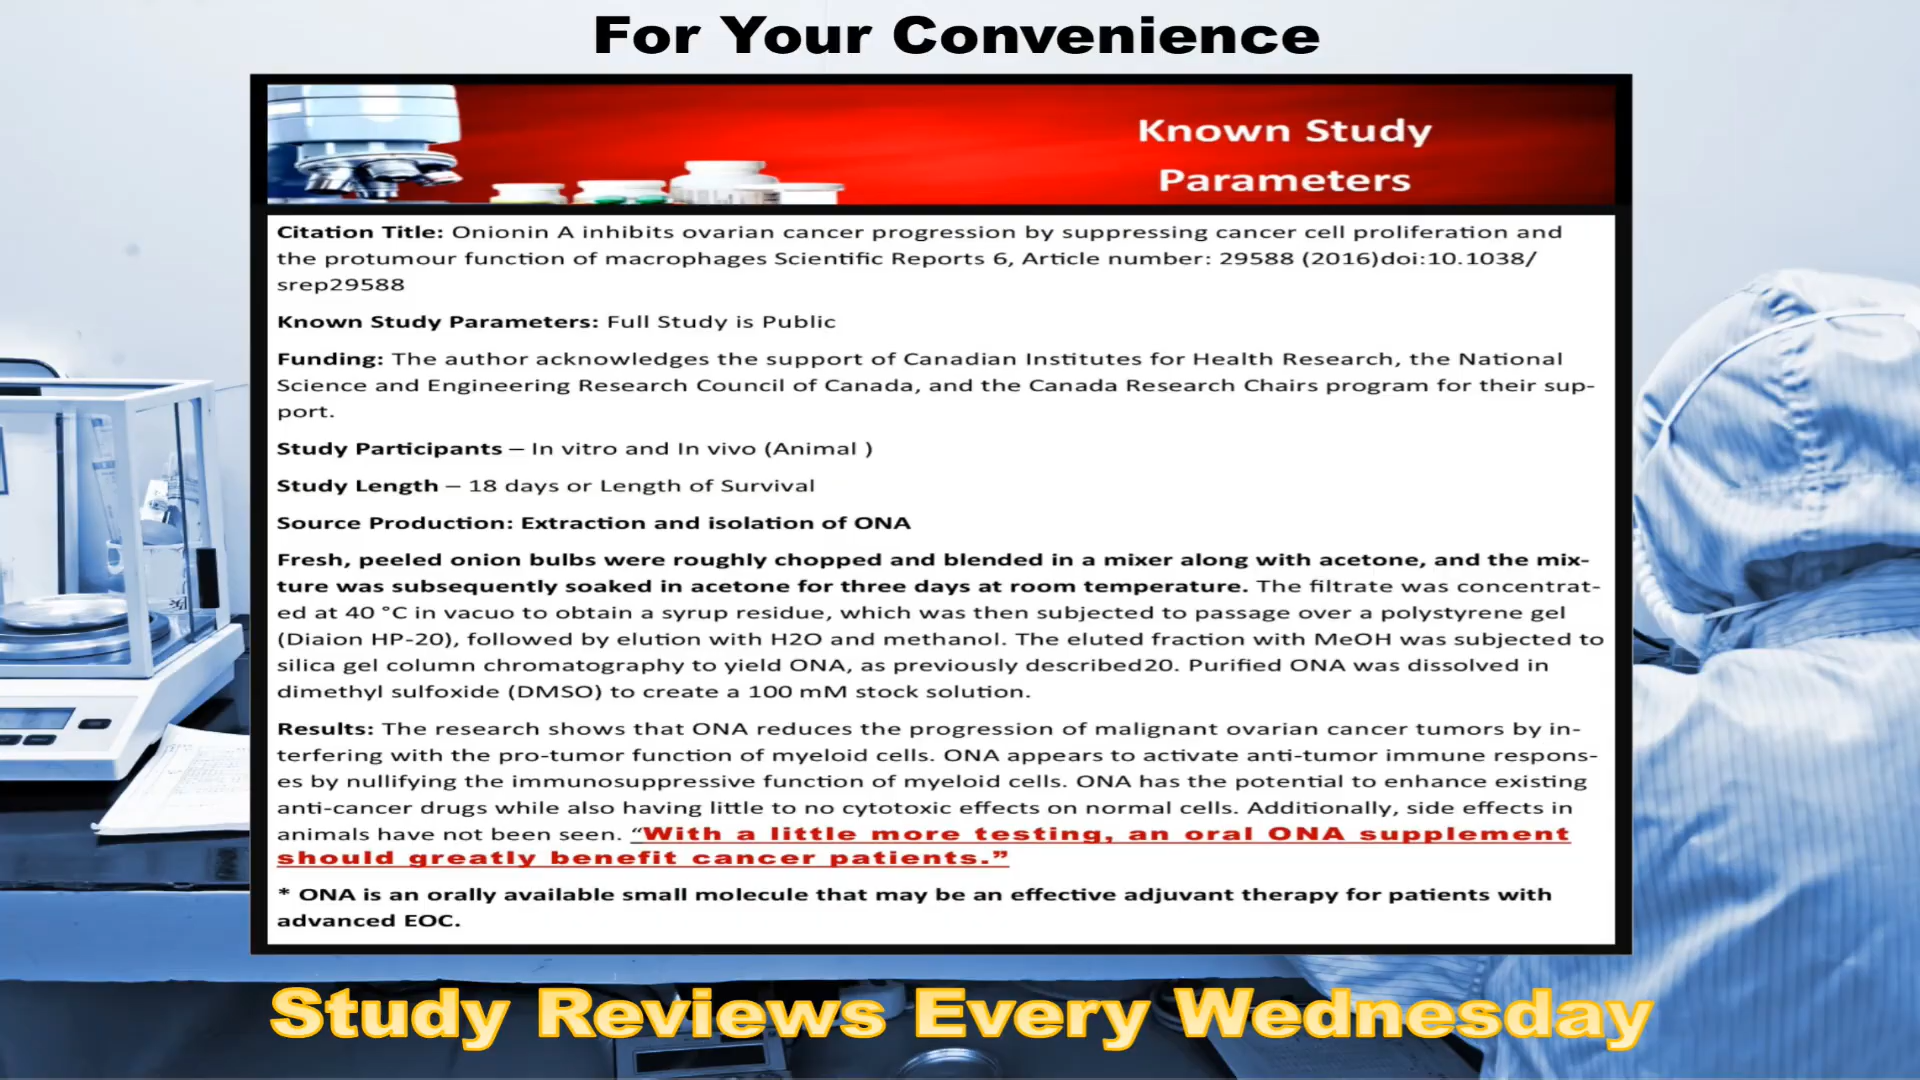 For Your Convenience
Known Study
Parameters
Citation Title: Onionin A inhibits ovarian cancer progression by suppressing cancer cell proliferation and
the protumour function of macrophages Scientific Reports 6, Article number: 29588 (2016)doi:10.1038/
srep29588
Known Study Parameters: Full Study is Public
Funding: The author acknowledges the support of Canadian Institutes for Health Research, the National
Science and Engineering Research Council of Canada, and the Canada Research Chairs program for their sup-
port.
Study Participants – In vitro and In vivo (Animal )
Study Length – 18 days or Length of Survival
Source Production: Extraction and isolation of ONA
Fresh, peeled onion bulbs were roughly chopped and blended in a mixer along with acetone, and the mix-
ture was subsequently soaked in acetone for three days at room temperature. The filtrate was concentrat-
ed at 40 °C in vacuo to obtain a syrup residue, which was then subjected to passage over a polystyrene gel
(Diaion HP-20), followed by elution with H2O and methanol. The eluted fraction with MeOH was subjected to
silica gel column chromatography to yield ONA, as previously described20. Purified ONA was dissolved in
dimethyl sulfoxide (DMSO) to create a 100 mM stock solution.
Results: The research shows that ONA reduces the progression of malignant ovarian cancer tumors by in-
terfering with the pro-tumor function of myeloid cells. ONA appears to activate anti-tumor immune respons-
es by nullifying the immunosuppressive function of myeloid cells. ONA has the potential to enhance existing
anti-cancer drugs while also having little to no cytotoxic effects on normal cells. Additionally, side effects in
animals have not been seen. “With a little more testing, an oral ONA supplement
should greatly benefit cancer patients.”
* ONA is an orally available small molecule that may be an effective adjuvant therapy for patients with
advanced EOC.
Study Reviews Every Wednesday